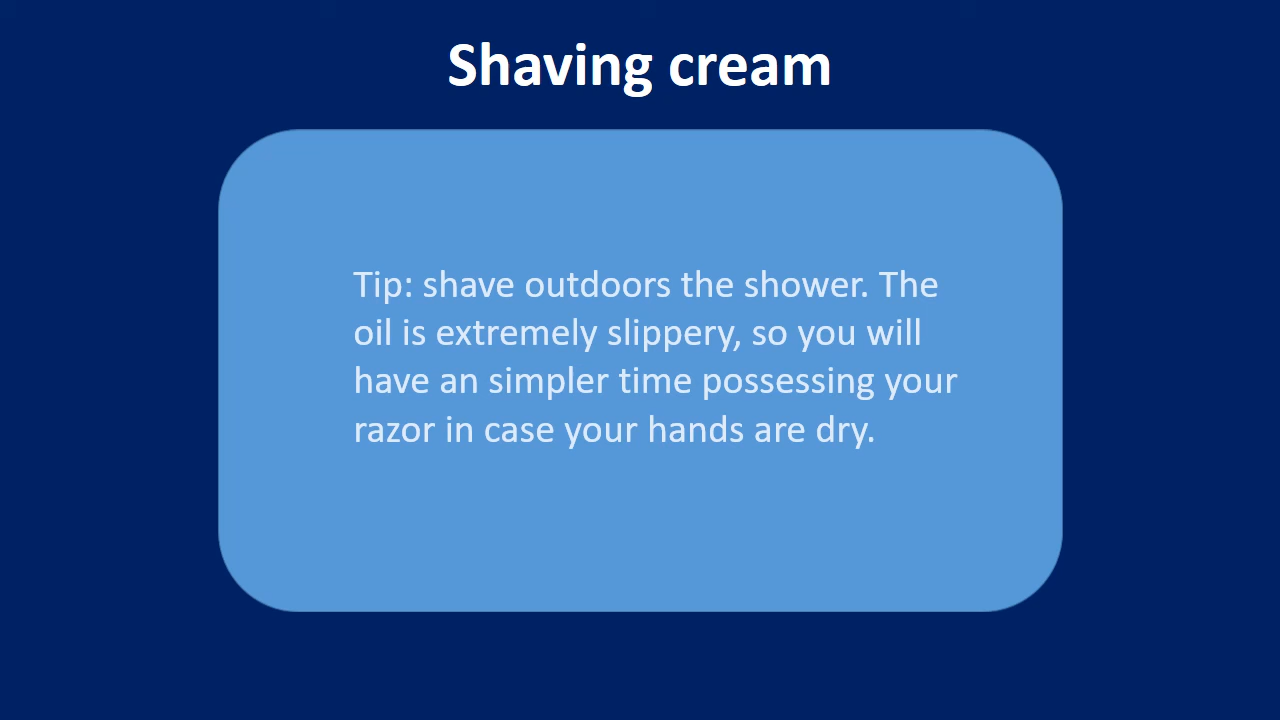 Shaving cream
Tip: shave outdoors the shower. The
oil is extremely slippery, so you will
have an simpler time possessing your
razor in case your hands are dry.